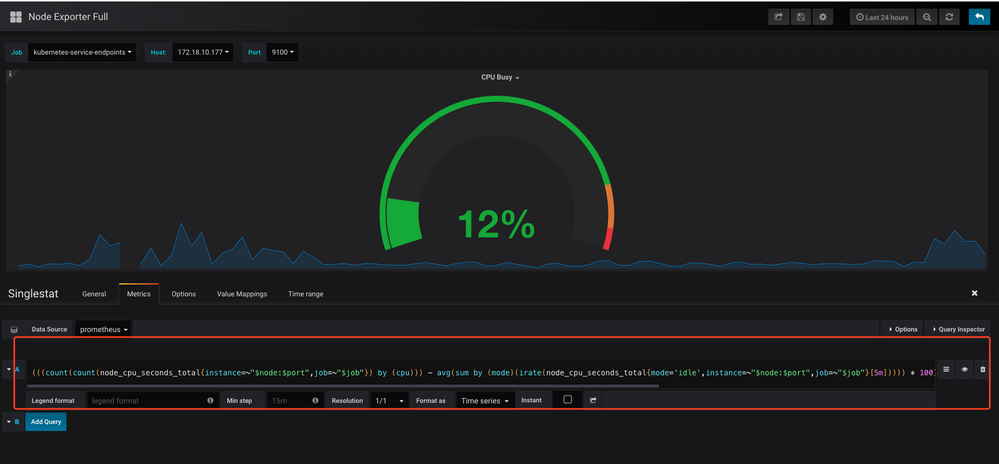 Node Exporter Full
Last 24 hours
Job kubernetes-service-endpoints Host: 172.18.10.177 Port 9100
i
CPU Busy
12%
Singlestat General Metrics Options Value Mappings Time range
Data Source prometheus Options Query Inspector
A (((count(count(node_cpu_seconds_total{instance=~"$node:$port",job=~"$job"}) by (cpu))) - avg(sum by (mode)(irate(node_cpu_seconds_total{mode='idle',instance=~"$node:$port",job=~"$job"}[5m])))) * 100)
Legend format legend format Min step 15m Resolution 1/1 Format as Time series Instant
B Add Query